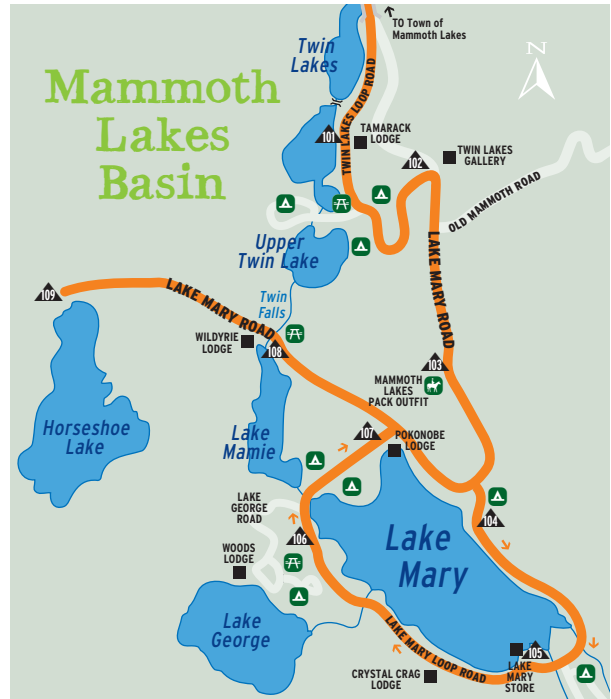 TO Town of
Mammoth Lakes
Twin
Lakes
N
Mammoth
Lakes
Basin
TWIN LAKES LOOP ROAD
101
TAMARACK
LODGE
102
TWIN LAKES
GALLERY
OLD MAMMOTH ROAD
Upper
Twin Lake
LAKE MARY ROAD
109
LAKE MARY ROAD
Twin
Falls
WILDYRIE
LODGE
108
103
MAMMOTH
LAKES
PACK OUTFIT
Horseshoe
Lake
Lake
Mamie
107
POKONOBE
LODGE
LAKE
GEORGE
ROAD
104
106
WOODS
LODGE
Lake
Mary
Lake
George
LAKE MARY LOOP ROAD
105
LAKE
MARY
STORE
CRYSTAL CRAG
LODGE